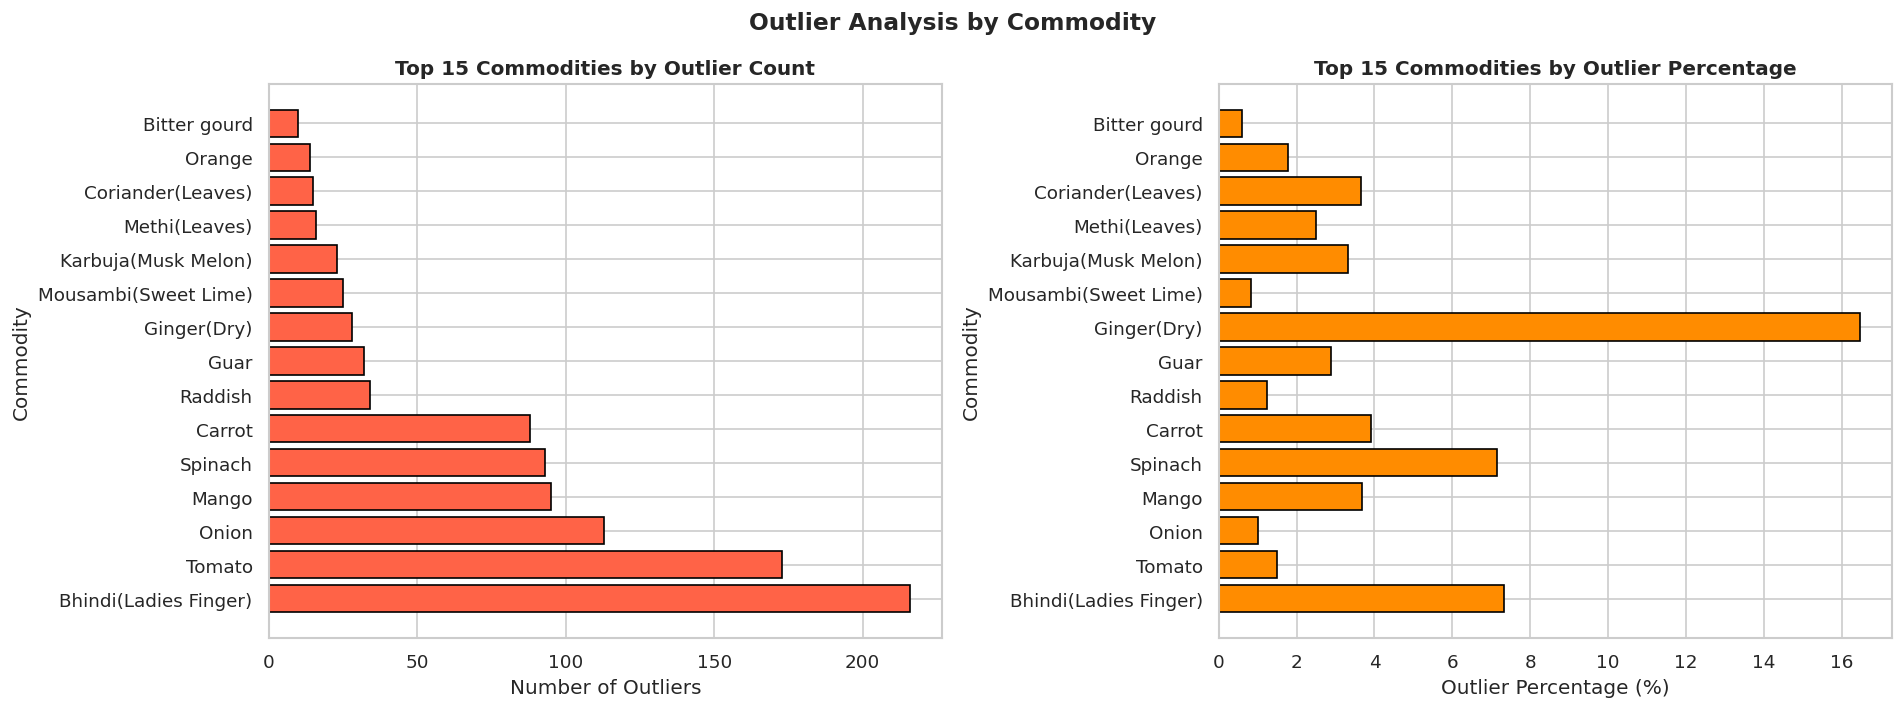 Outlier Analysis by Commodity
Top 15 Commodities by Outlier Count
Commodity
Bitter gourd
Orange
Coriander(Leaves)
Methi(Leaves)
Karbuja(Musk Melon)
Mousambi(Sweet Lime)
Ginger(Dry)
Guar
Raddish
Carrot
Spinach
Mango
Onion
Tomato
Bhindi(Ladies Finger)
0 50 100 150 200
Number of Outliers
Top 15 Commodities by Outlier Percentage
Commodity
Bitter gourd
Orange
Coriander(Leaves)
Methi(Leaves)
Karbuja(Musk Melon)
Mousambi(Sweet Lime)
Ginger(Dry)
Guar
Raddish
Carrot
Spinach
Mango
Onion
Tomato
Bhindi(Ladies Finger)
0 2 4 6 8 10 12 14 16
Outlier Percentage (%)